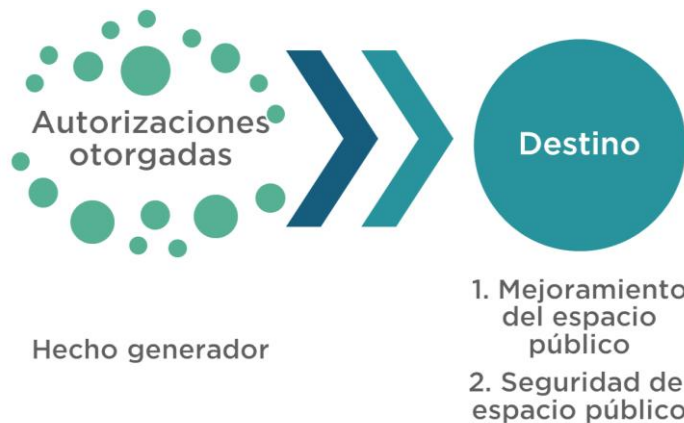 Autorizaciones
otorgadas
Destino
Hecho generador
1. Mejoramiento
del espacio
público
2. Seguridad de
espacio público